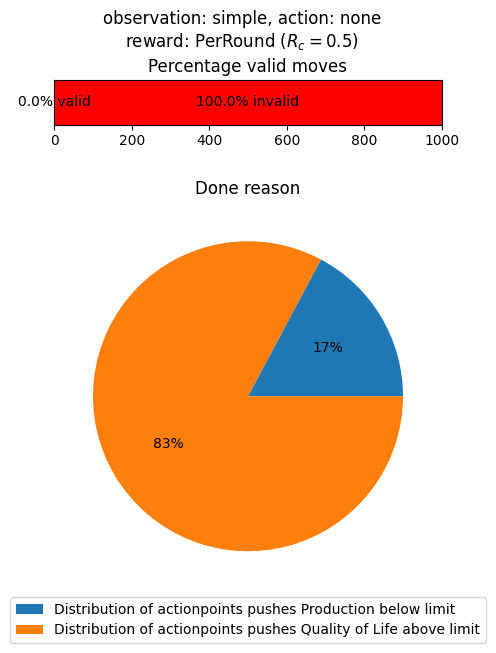 observation: simple, action: none
reward: PerRound ($R_c = 0.5$)
Percentage valid moves
0.0% valid
100.0% invalid
0 200 400 600 800 1000
Done reason
17%
83%
Distribution of actionpoints pushes Production below limit
Distribution of actionpoints pushes Quality of Life above limit